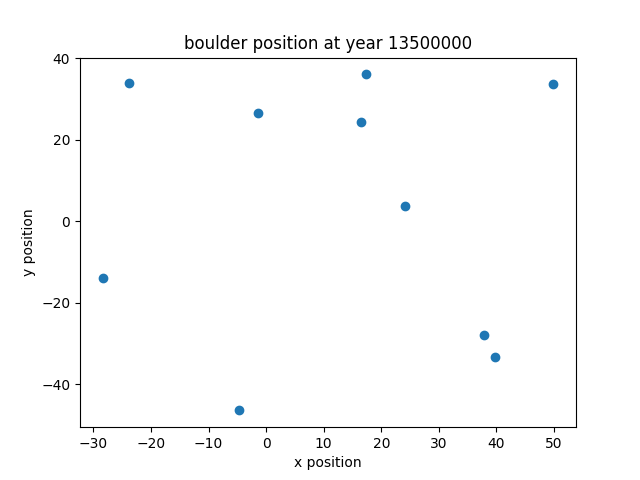 boulder position at year 13500000
40
20
0
−20
−40
y position
−30 −20 −10 0 10 20 30 40 50
x position